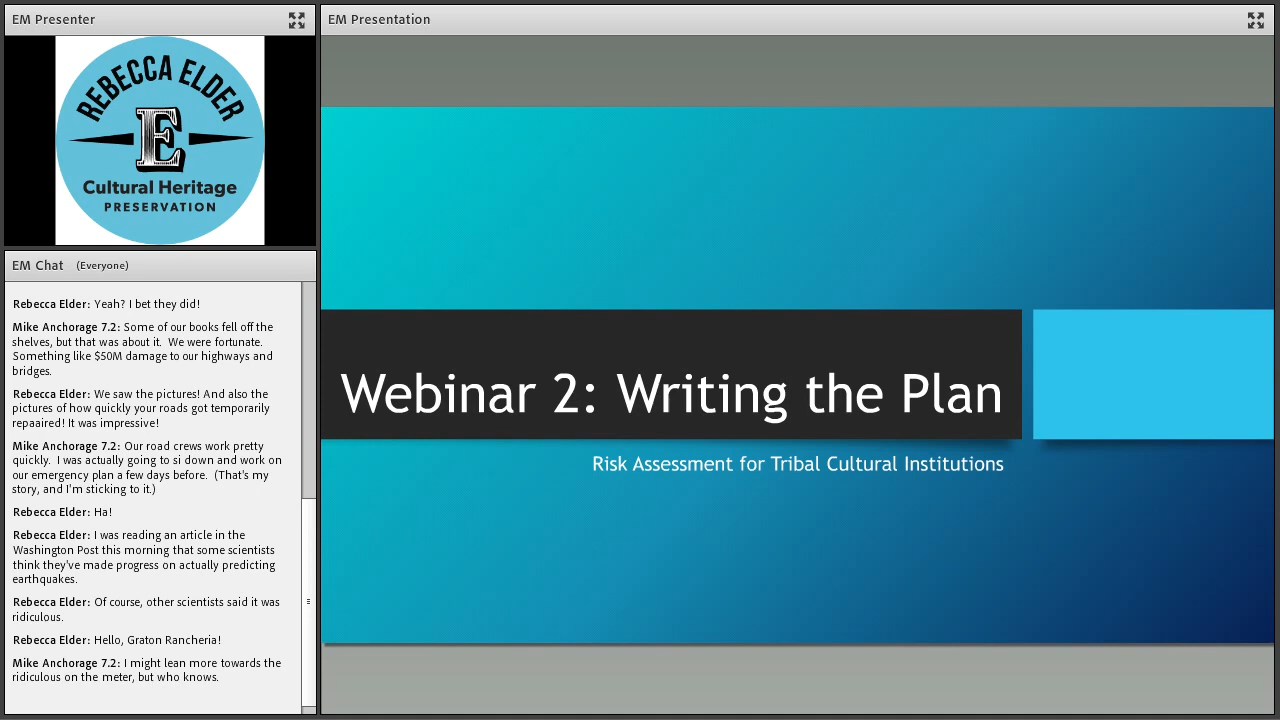 EM Presenter
REBECCA ELDER
E
Cultural Heritage
PRESERVATION
EM Chat (Everyone)
Rebecca Elder: Yeah? I bet they did!
Mike Anchorage 7.2: Some of our books fell off the
shelves, but that was about it. We were fortunate.
Something like $50M damage to our highways and
bridges.
Rebecca Elder: We saw the pictures! And also the
pictures of how quickly your roads got temporarily
repaaired! It was impressive!
Mike Anchorage 7.2: Our road crews work pretty
quickly. I was actually going to si down and work on
our emergency plan a few days before. (That's my
story, and I'm sticking to it.)
Rebecca Elder: Ha!
Rebecca Elder: I was reading an article in the
Washington Post this morning that some scientists
think they've made progress on actually predicting
earthquakes.
Rebecca Elder: Of course, other scientists said it was
ridiculous.
Rebecca Elder: Hello, Graton Rancheria!
Mike Anchorage 7.2: I might lean more towards the
ridiculous on the meter, but who knows.
EM Presentation
Webinar 2: Writing the Plan
Risk Assessment for Tribal Cultural Institutions